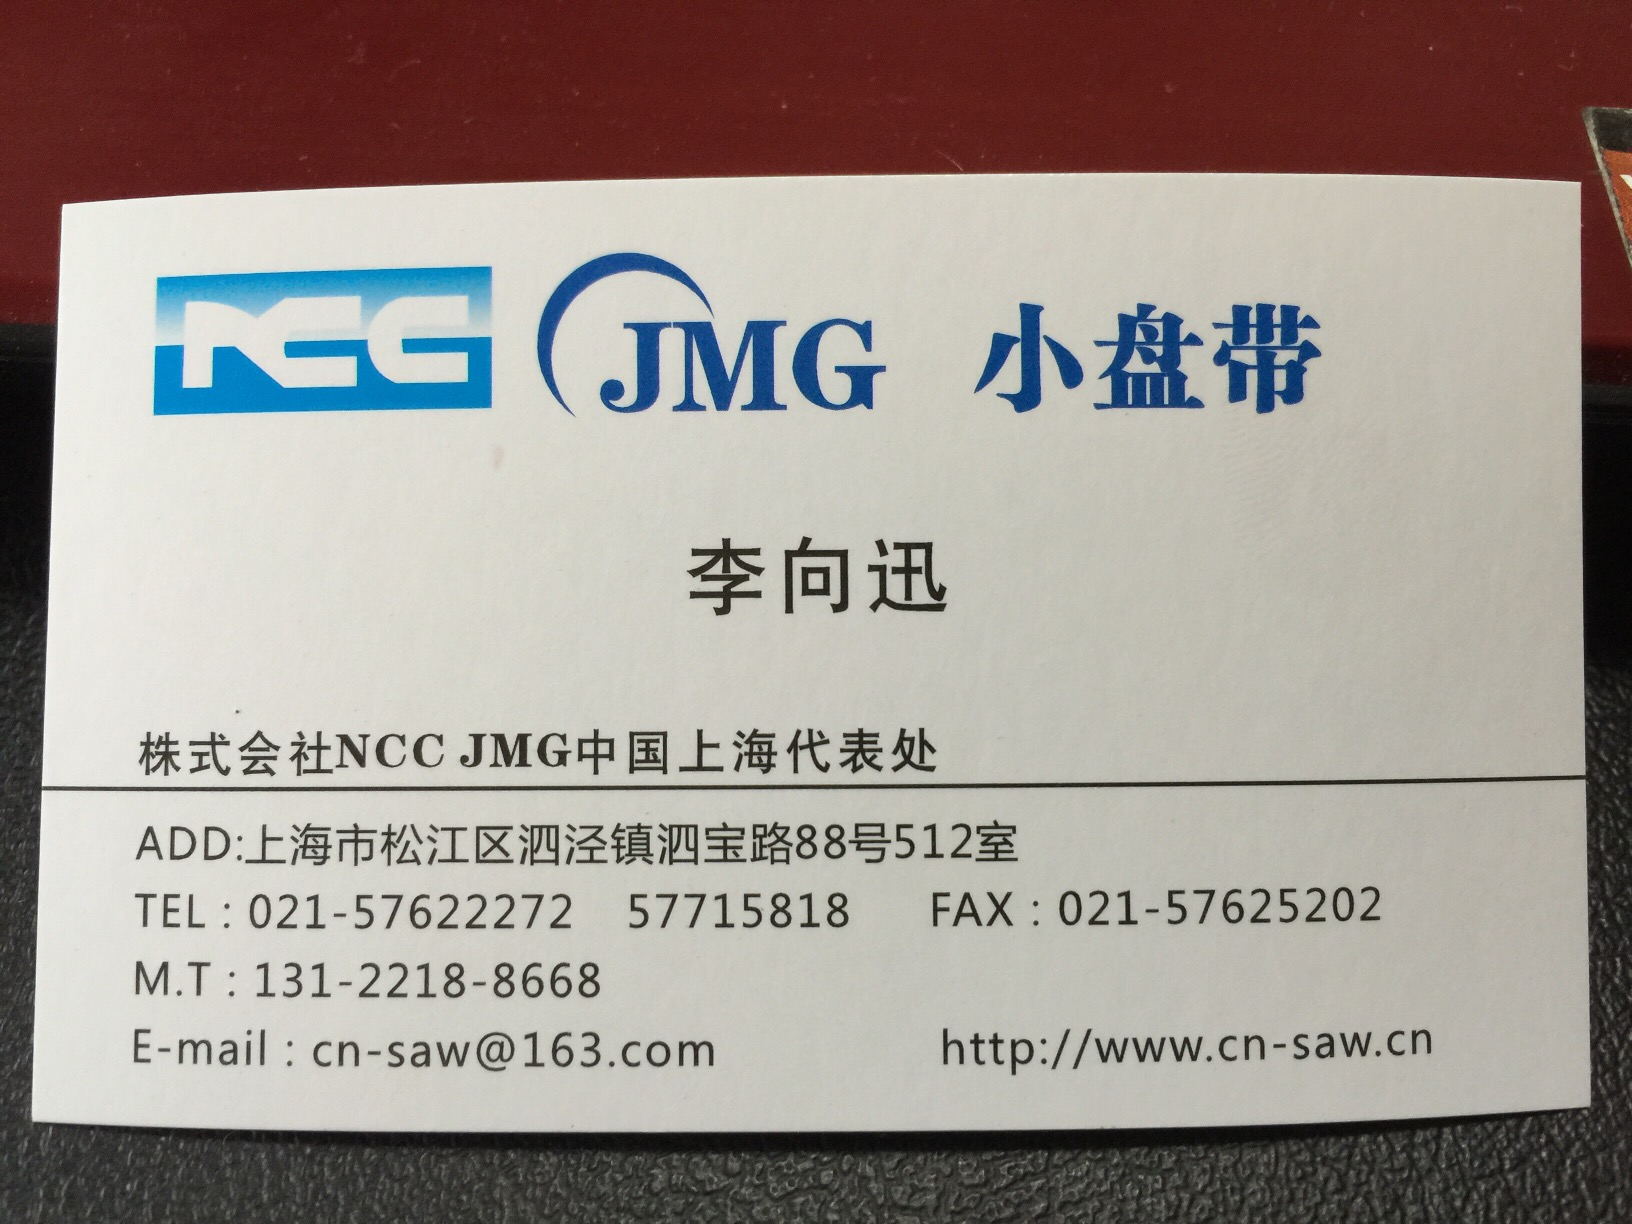 NCC JMG 小盘带
李向迅
株式会社NCC JMG中国上海代表处
ADD:上海市松江区泗泾镇泗宝路88号512室
TEL : 021-57622272 57715818 FAX : 021-57625202
M.T : 131-2218-8668
E-mail : cn-saw@163.com http://www.cn-saw.cn